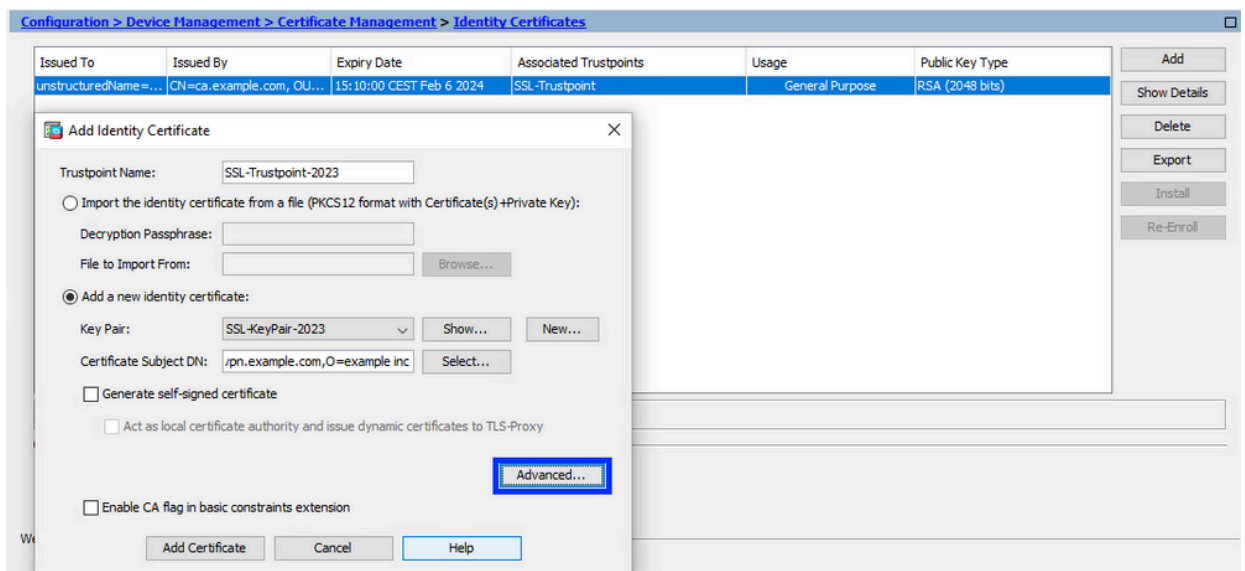 Configuration > Device Management > Certificate Management > Identity Certificates
Issued To Issued By Expiry Date Associated Trustpoints Usage Public Key Type
unstructuredName=... CN=ca.example.com, OU... 15:10:00 CEST Feb 6 2024 SSL-Trustpoint General Purpose RSA (2048 bits)
Add
Show Details
Delete
Export
Install
Re-Enroll
Add Identity Certificate
Trustpoint Name: SSL-Trustpoint-2023
Import the identity certificate from a file (PKCS12 format with Certificate(s)+Private Key):
Decryption Passphrase:
File to Import From: Browse...
Add a new identity certificate:
Key Pair: SSL-KeyPair-2023 Show... New...
Certificate Subject DN: vpn.example.com,O=example inc Select...
Generate self-signed certificate
Act as local certificate authority and issue dynamic certificates to TLS-Proxy
Advanced...
Enable CA flag in basic constraints extension
We
Add Certificate Cancel Help